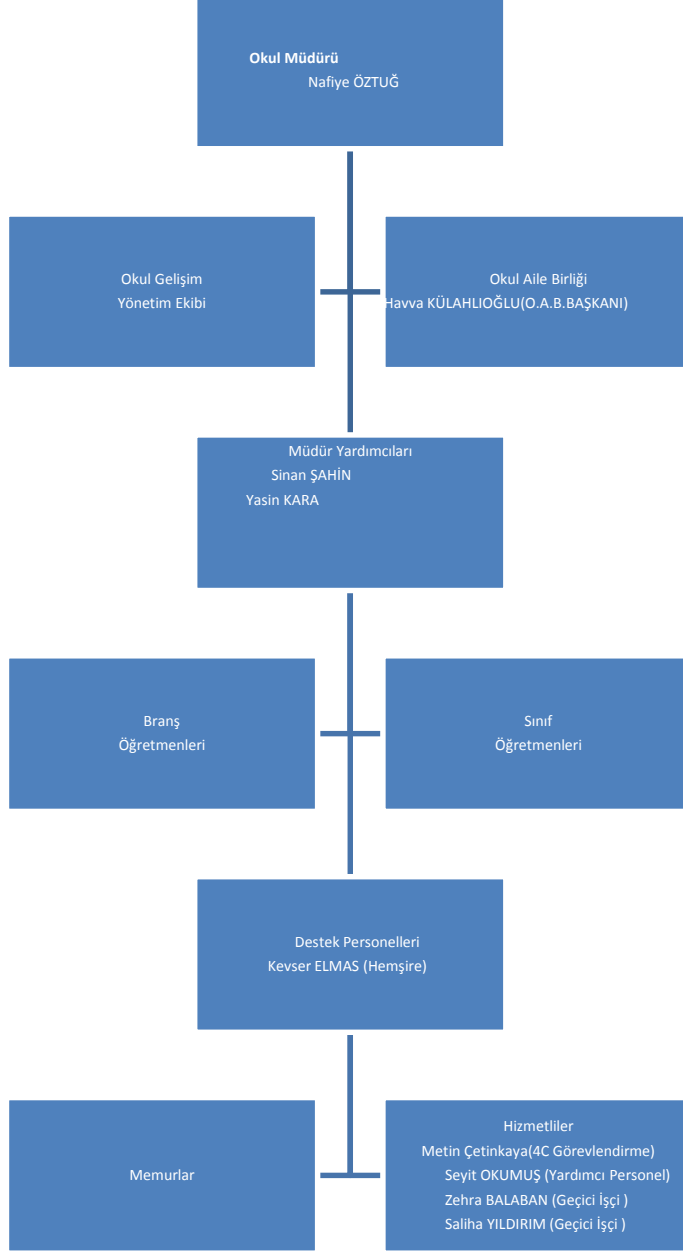 Okul Müdürü
Nafiye ÖZTUĞ
Okul Gelişim
Yönetim Ekibi
Okul Aile Birliği
Havva KÜLAHLIOĞLU(O.A.B.BAŞKANI)
Müdür Yardımcıları
Sinan ŞAHİN
Yasin KARA
Branş
Öğretmenleri
Sınıf
Öğretmenleri
Destek Personelleri
Kevser ELMAS (Hemşire)
Memurlar
Hizmetliler
Metin Çetinkaya(4C Görevlendirme)
Seyit OKUMUŞ (Yardımcı Personel)
Zehra BALABAN (Geçici İşçi )
Saliha YILDIRIM (Geçici İşçi )